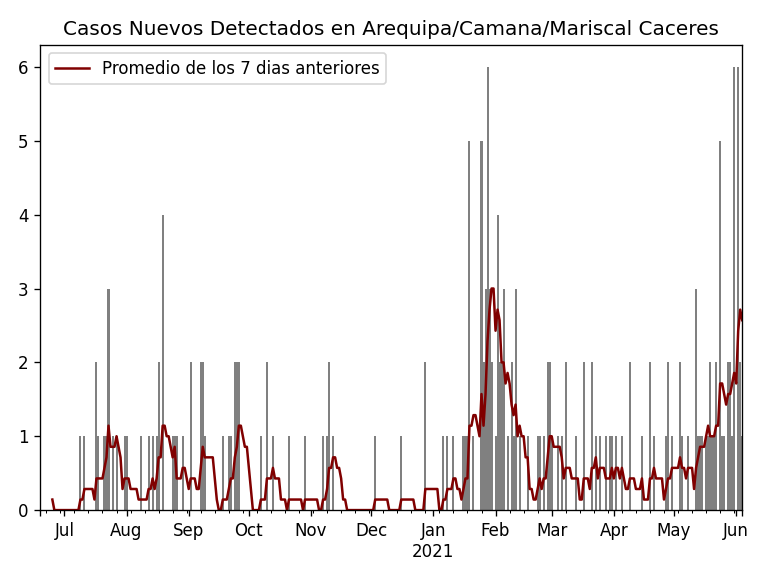 Casos Nuevos Detectados en Arequipa/Camana/Mariscal Caceres
Promedio de los 7 dias anteriores
6
5
4
3
2
1
0
Jul Aug Sep Oct Nov Dec Jan Feb Mar Apr May Jun
2021